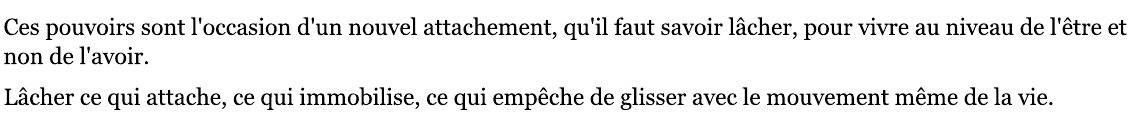 Ces pouvoirs sont l'occasion d'un nouvel attachement, qu'il faut savoir lâcher, pour vivre au niveau de l'être et
non de l'avoir.
Lâcher ce qui attache, ce qui immobilise, ce qui empêche de glisser avec le mouvement même de la vie.